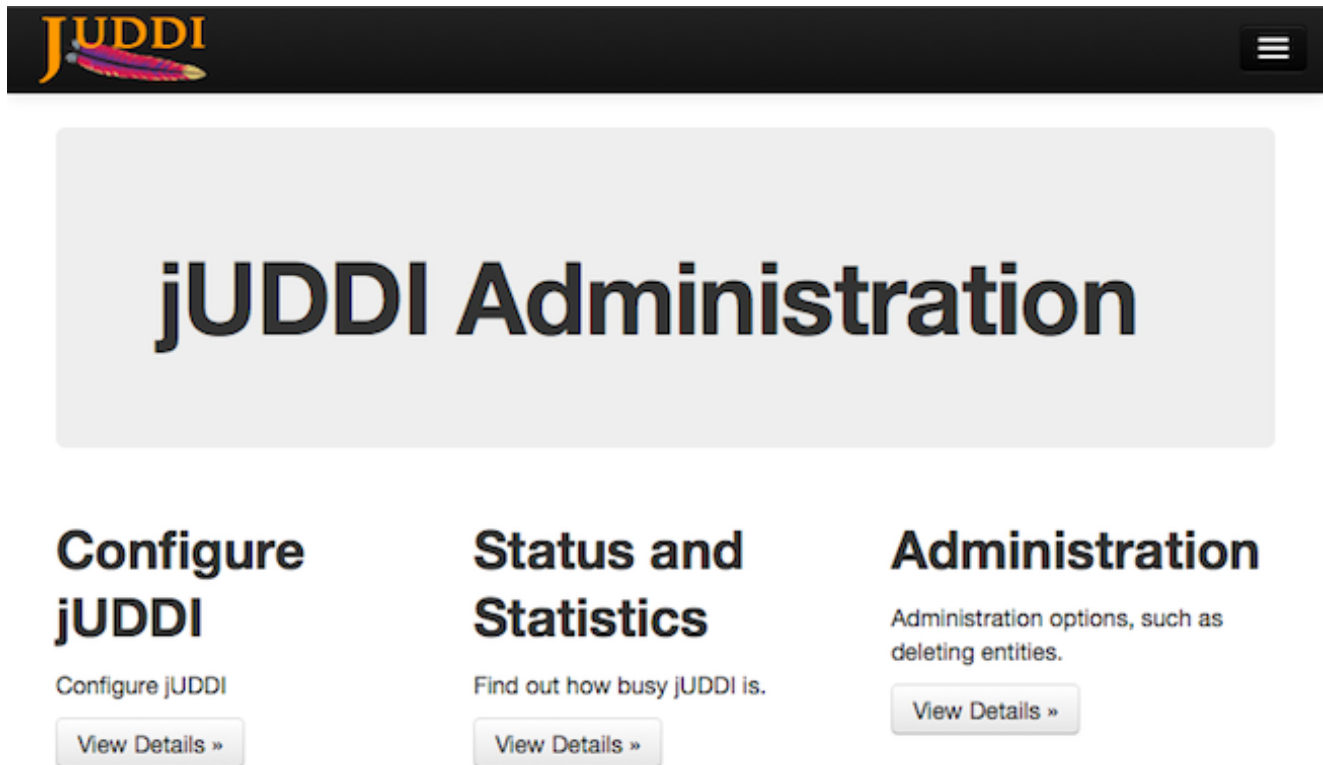 JUDDI
jUDDI Administration
Configure
jUDDI
Configure jUDDI
View Details »
Status and
Statistics
Find out how busy jUDDI is.
View Details »
Administration
Administration options, such as
deleting entities.
View Details »